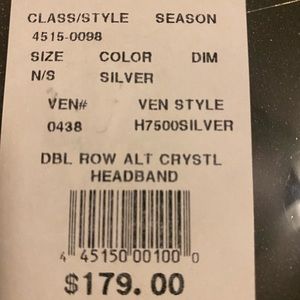 CLASS/STYLE SEASON
4515-0098
SIZE COLOR DIM
N/S SILVER
VEN# VEN STYLE
0438 H7500SILVER
DBL ROW ALT CRYSTL
HEADBAND
4 45150 00100 0
$179.00